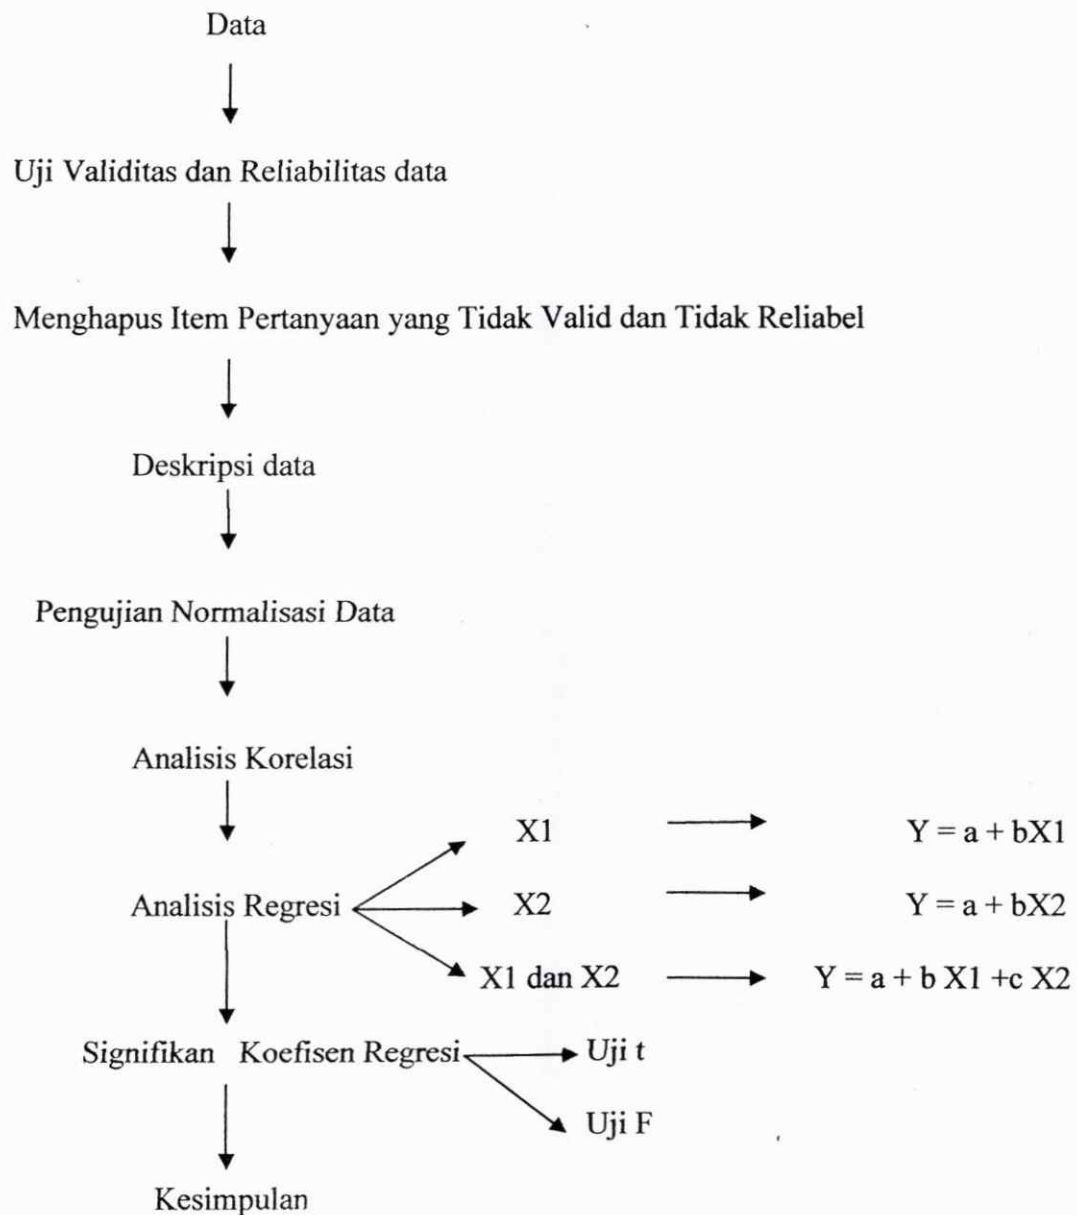 Data
Uji Validitas dan Reliabilitas data
Menghapus Item Pertanyaan yang Tidak Valid dan Tidak Reliabel
Deskripsi data
Pengujian Normalisasi Data
Analisis Korelasi
X1 Y = a + bX1
Analisis Regresi X2 Y = a + bX2
X1 dan X2 Y = a + b X1 +c X2
Signifikan Koefisen Regresi Uji t
Uji F
Kesimpulan